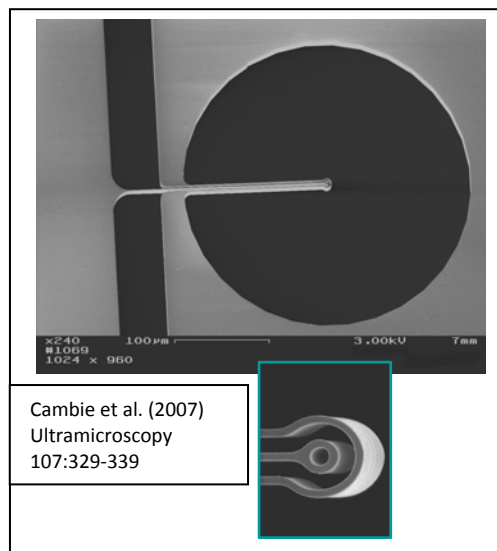 x240 100µm 3.00kV 7mm
#1069
1024 x 960
Cambie et al. (2007)
Ultramicroscopy
107:329-339